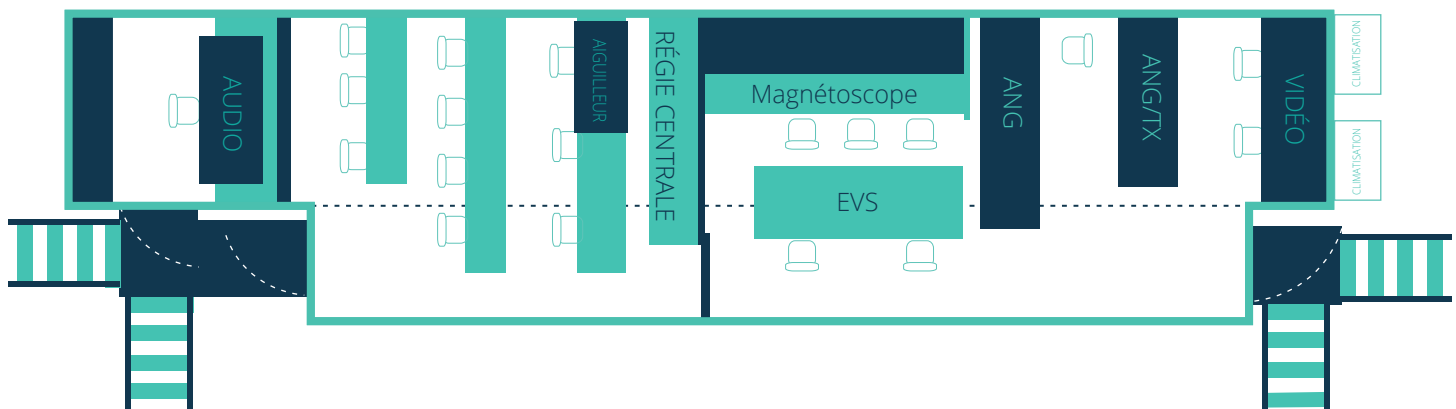 AUDIO
AIGUILLEUR
RÉGIE CENTRALE
Magnétoscope
EVS
ANG
ANG/TX
VIDÉO
CLIMATISATION
CLIMATISATION